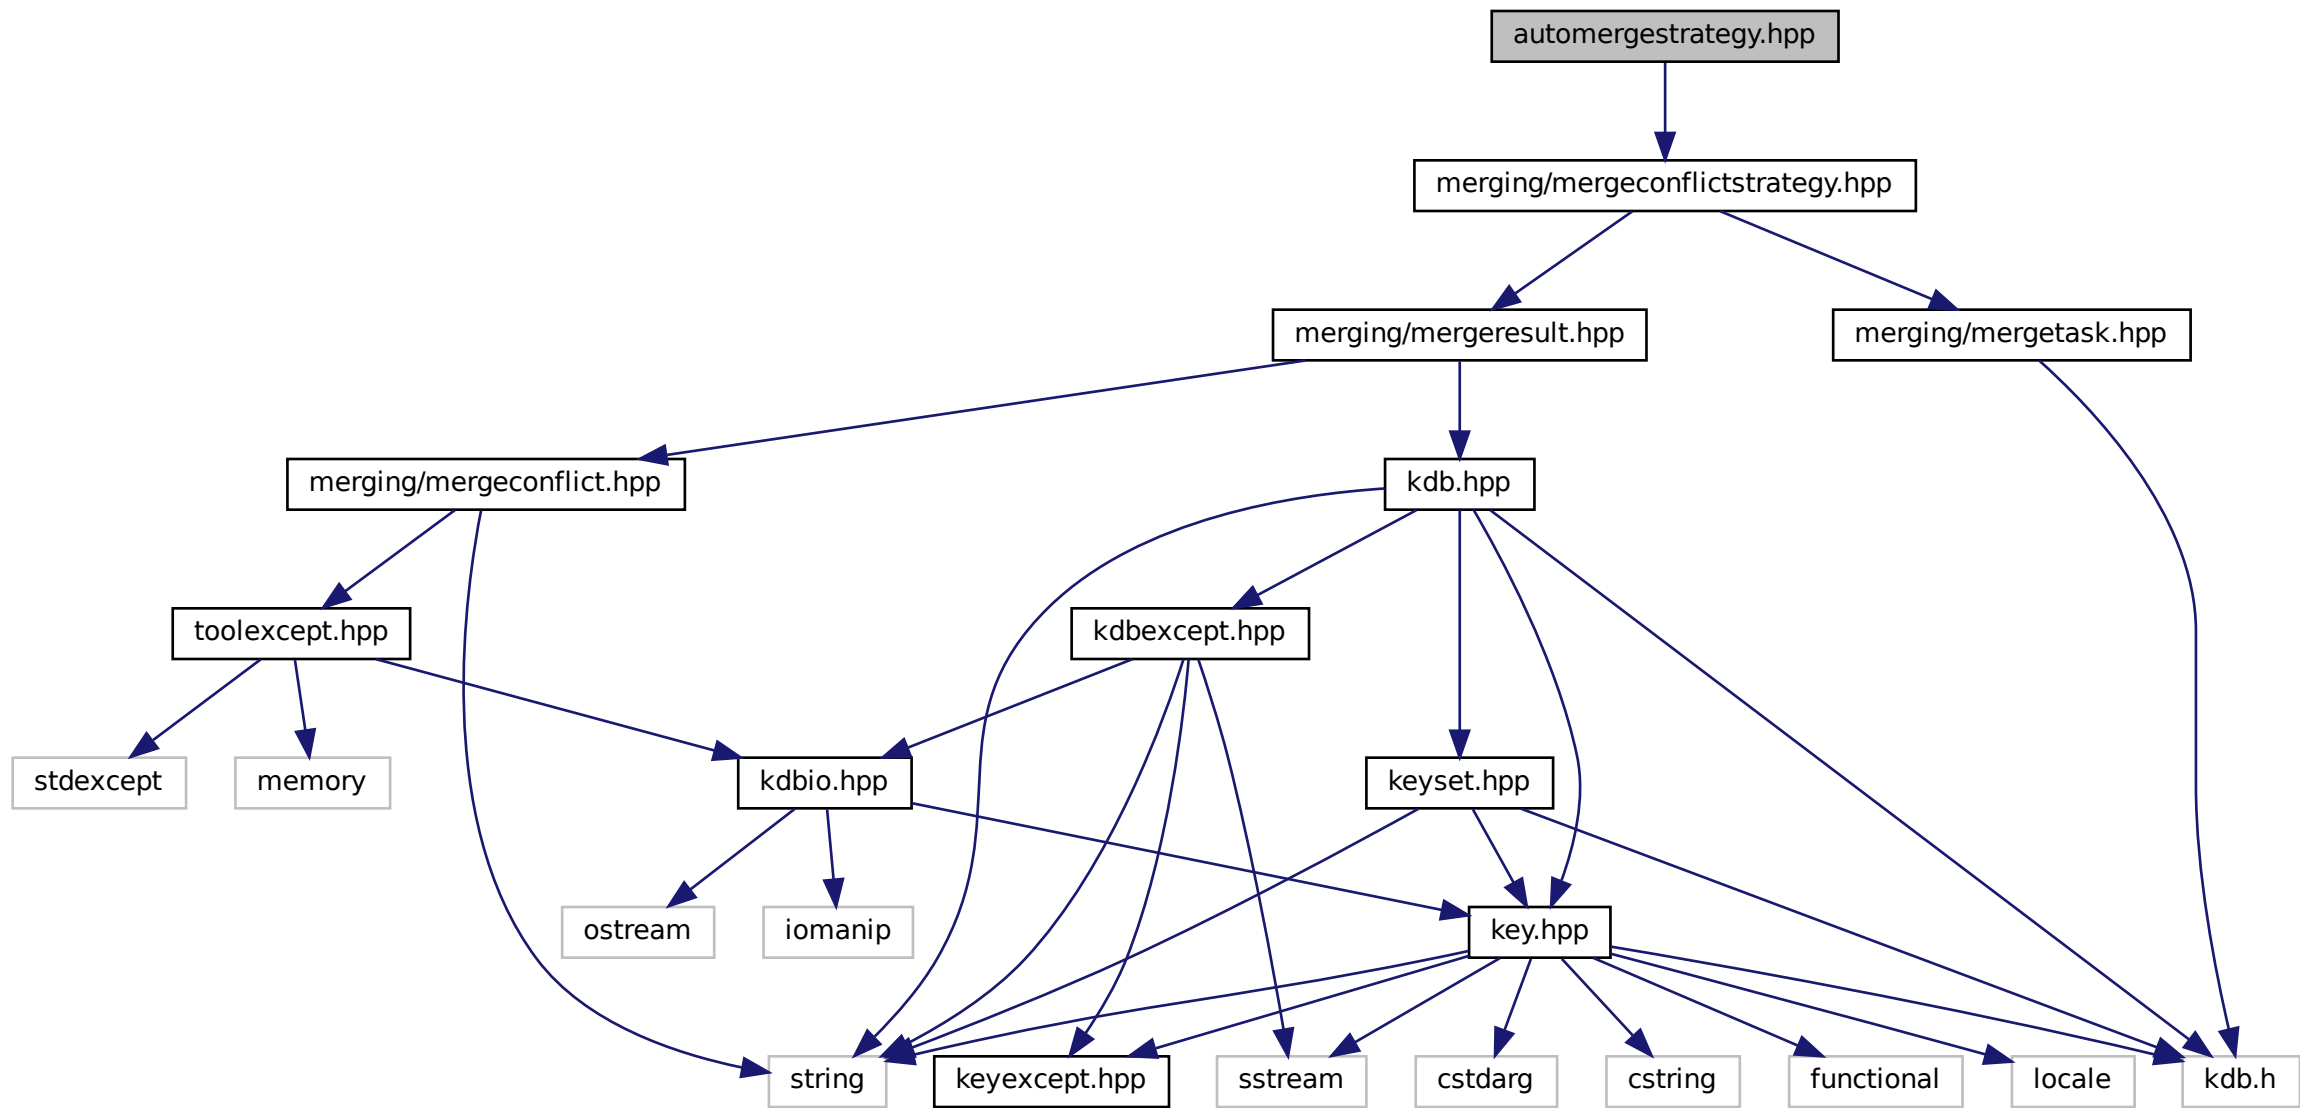 automergestrategy.hpp
merging/mergeconflictstrategy.hpp
merging/mergeresult.hpp
merging/mergetask.hpp
merging/mergeconflict.hpp
kdb.hpp
toolexcept.hpp
kdbexcept.hpp
stdexcept
memory
kdbio.hpp
keyset.hpp
ostream
iomanip
key.hpp
string
keyexcept.hpp
sstream
cstdarg
cstring
functional
locale
kdb.h